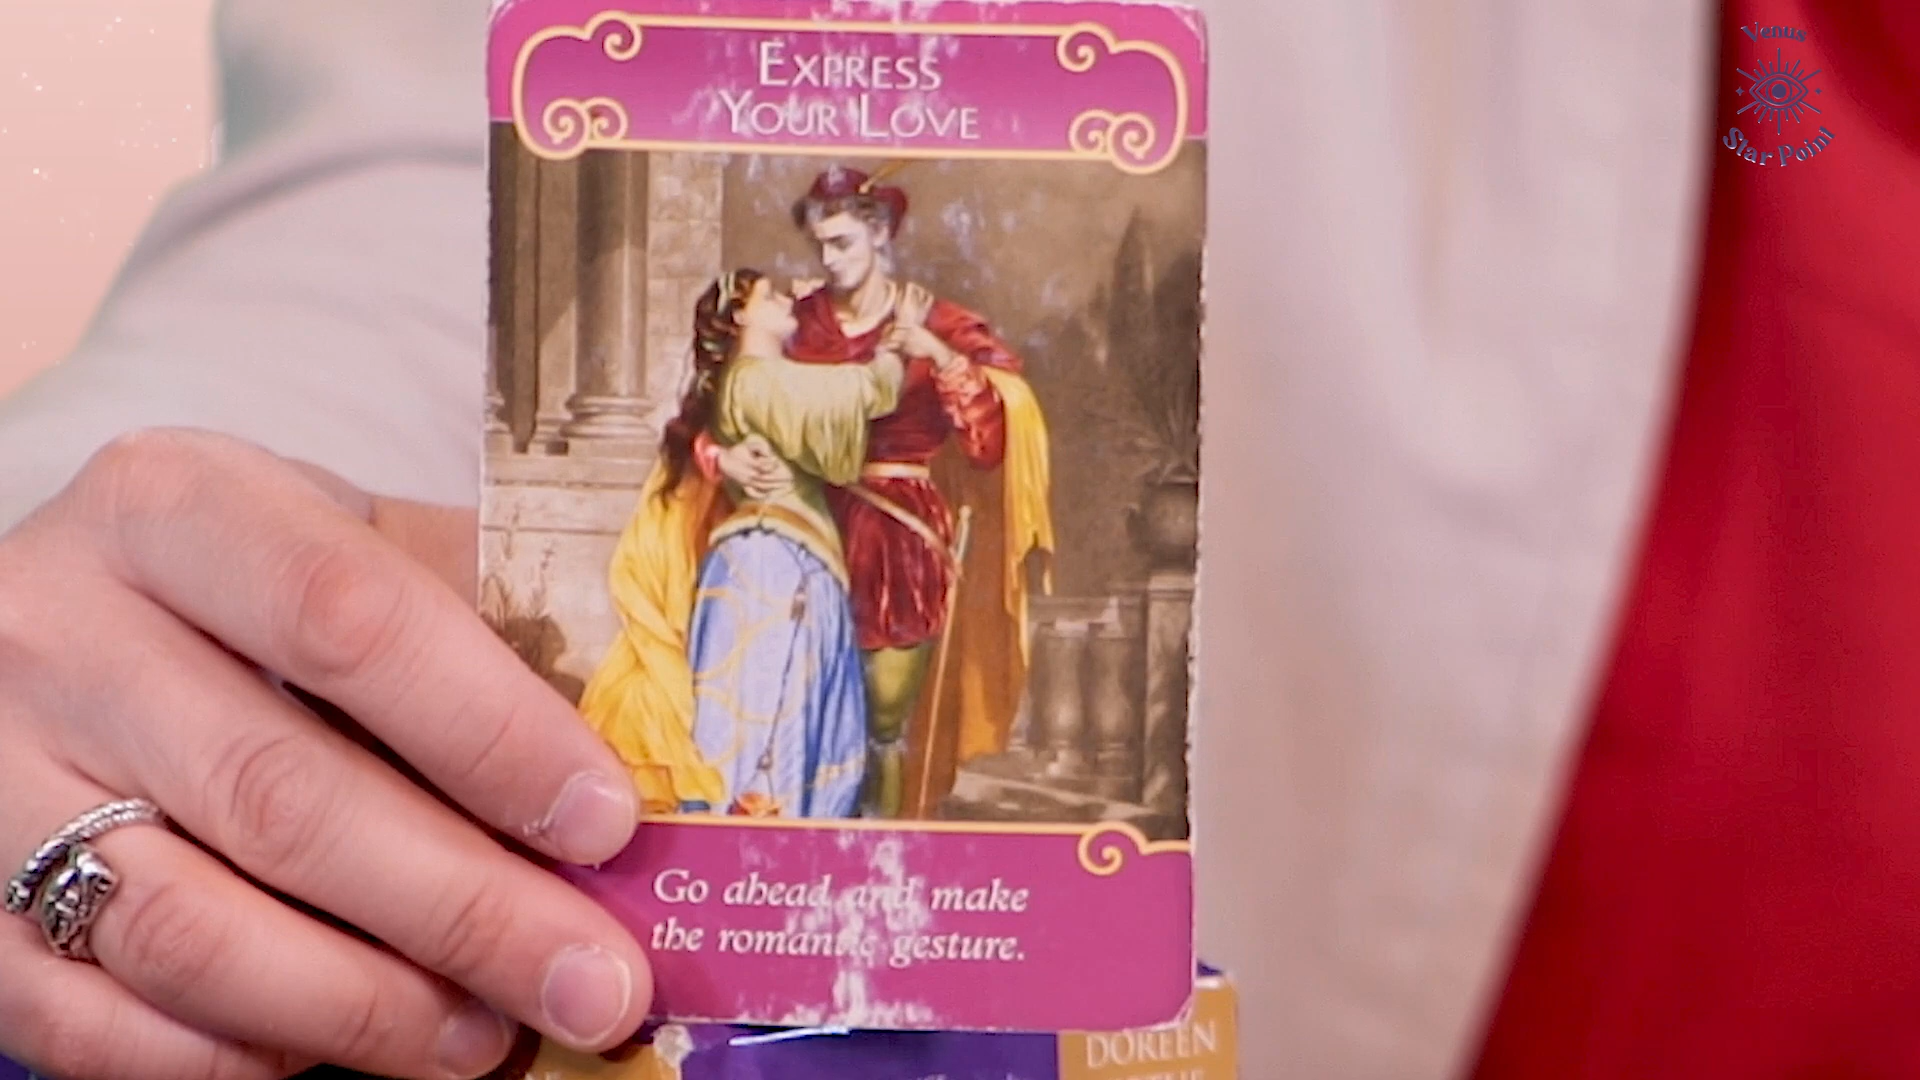 Venus
Star Point
EXPRESS
YOUR LOVE
Go ahead and make
the romantic gesture.
DOREEN